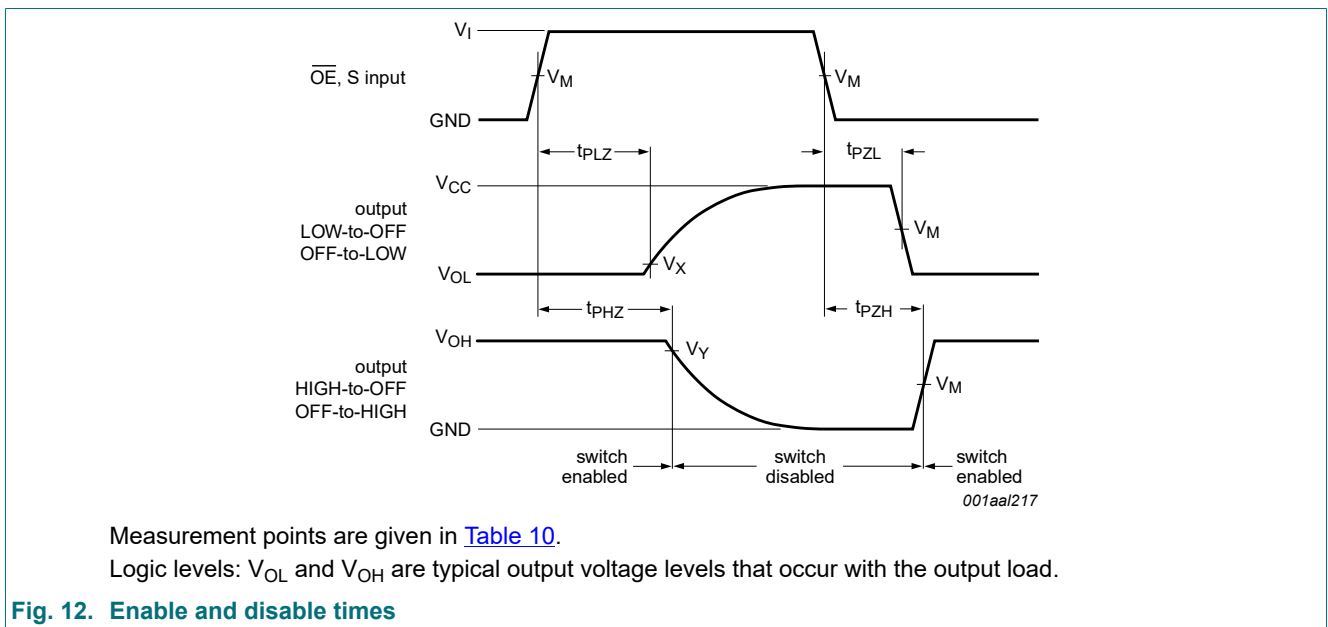 V_I
O̅E̅, S input
V_M
V_M
GND
t_PLZ
t_PZL
V_CC
output
LOW-to-OFF
OFF-to-LOW
V_M
V_OL
V_X
t_PHZ
t_PZH
V_OH
V_Y
output
HIGH-to-OFF
OFF-to-HIGH
V_M
GND
switch
enabled
switch
disabled
switch
enabled
001aal217
Measurement points are given in Table 10.
Logic levels: V_OL and V_OH are typical output voltage levels that occur with the output load.
Fig. 12. Enable and disable times